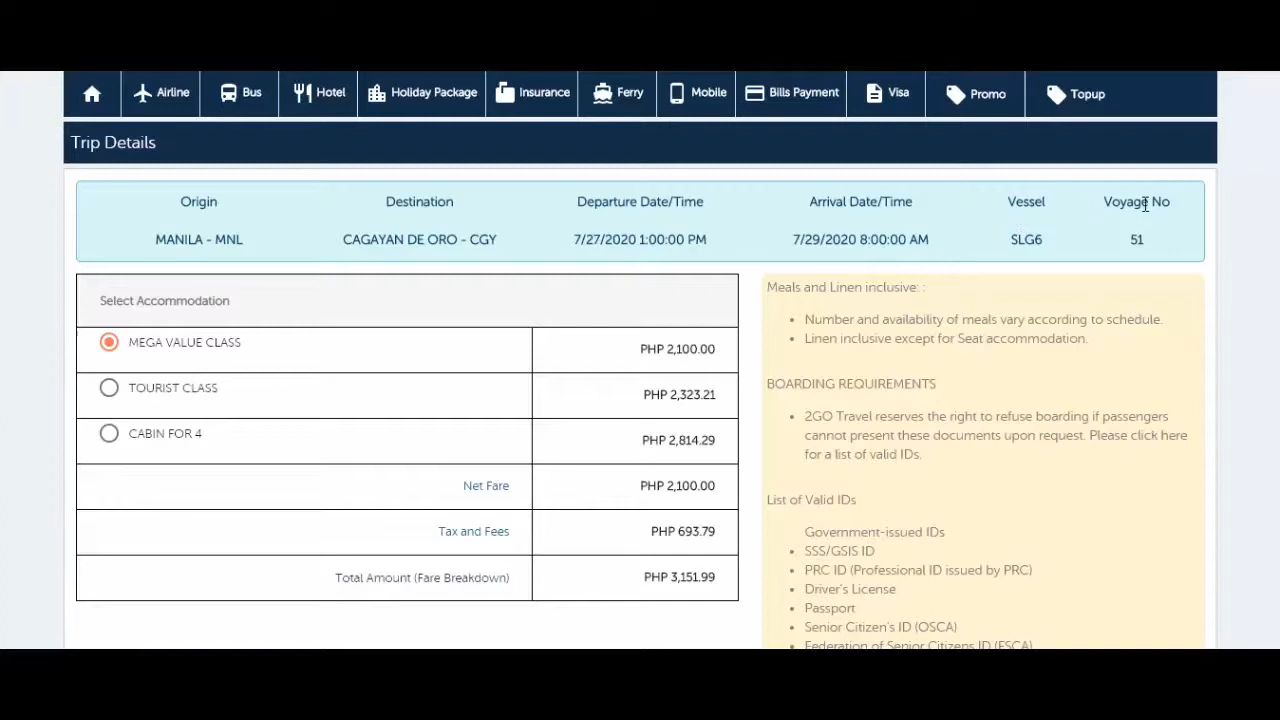 Airline Bus Hotel Holiday Package Insurance Ferry Mobile Bills Payment Visa Promo Topup
Trip Details
Origin Destination Departure Date/Time Arrival Date/Time Vessel Voyage No
MANILA - MNL CAGAYAN DE ORO - CGY 7/27/2020 1:00:00 PM 7/29/2020 8:00:00 AM SLG6 51
Select Accommodation
MEGA VALUE CLASS PHP 2,100.00
TOURIST CLASS PHP 2,323.21
CABIN FOR 4 PHP 2,814.29
Net Fare PHP 2,100.00
Tax and Fees PHP 693.79
Total Amount (Fare Breakdown) PHP 3,151.99
Meals and Linen inclusive: :
• Number and availability of meals vary according to schedule.
• Linen inclusive except for Seat accommodation.
BOARDING REQUIREMENTS
• 2GO Travel reserves the right to refuse boarding if passengers
cannot present these documents upon request. Please click here
for a list of valid IDs.
List of Valid IDs
Government-issued IDs
• SSS/GSIS ID
• PRC ID (Professional ID issued by PRC)
• Driver's License
• Passport
• Senior Citizen's ID (OSCA)
• Federation of Senior Citizens ID (FSCA)